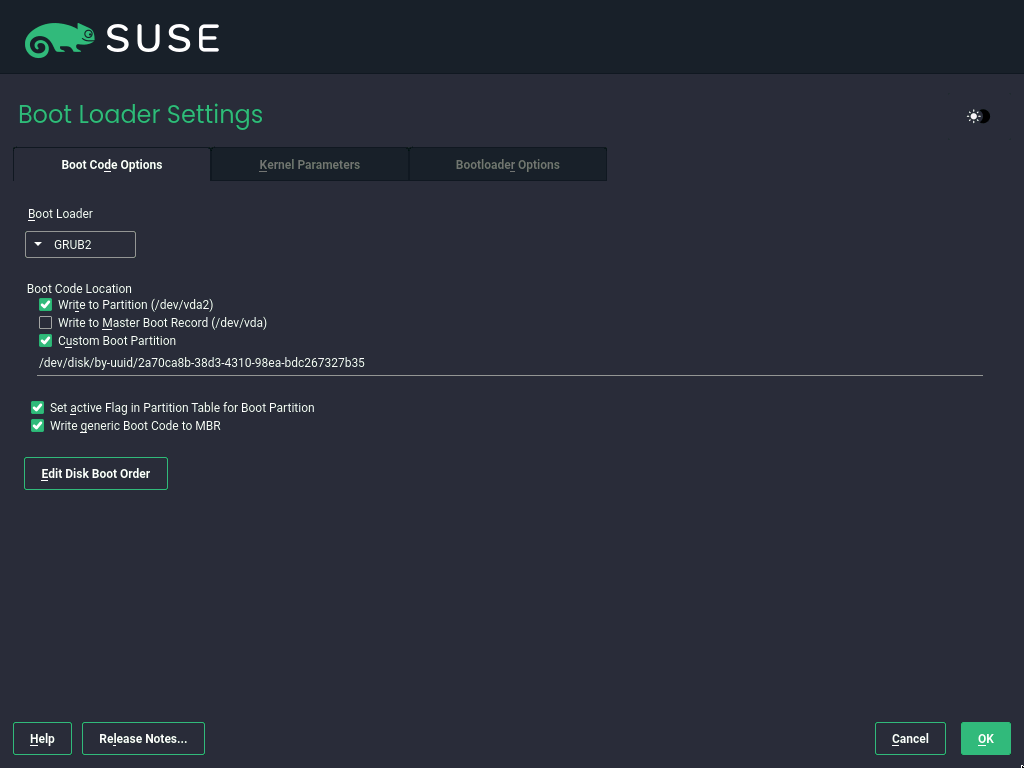 SUSE
Boot Loader Settings
Boot Code Options Kernel Parameters Bootloader Options
Boot Loader
GRUB2
Boot Code Location
Write to Partition (/dev/vda2)
Write to Master Boot Record (/dev/vda)
Custom Boot Partition
/dev/disk/by-uuid/2a70ca8b-38d3-4310-98ea-bdc267327b35
Set active Flag in Partition Table for Boot Partition
Write generic Boot Code to MBR
Edit Disk Boot Order
Help Release Notes... Cancel OK